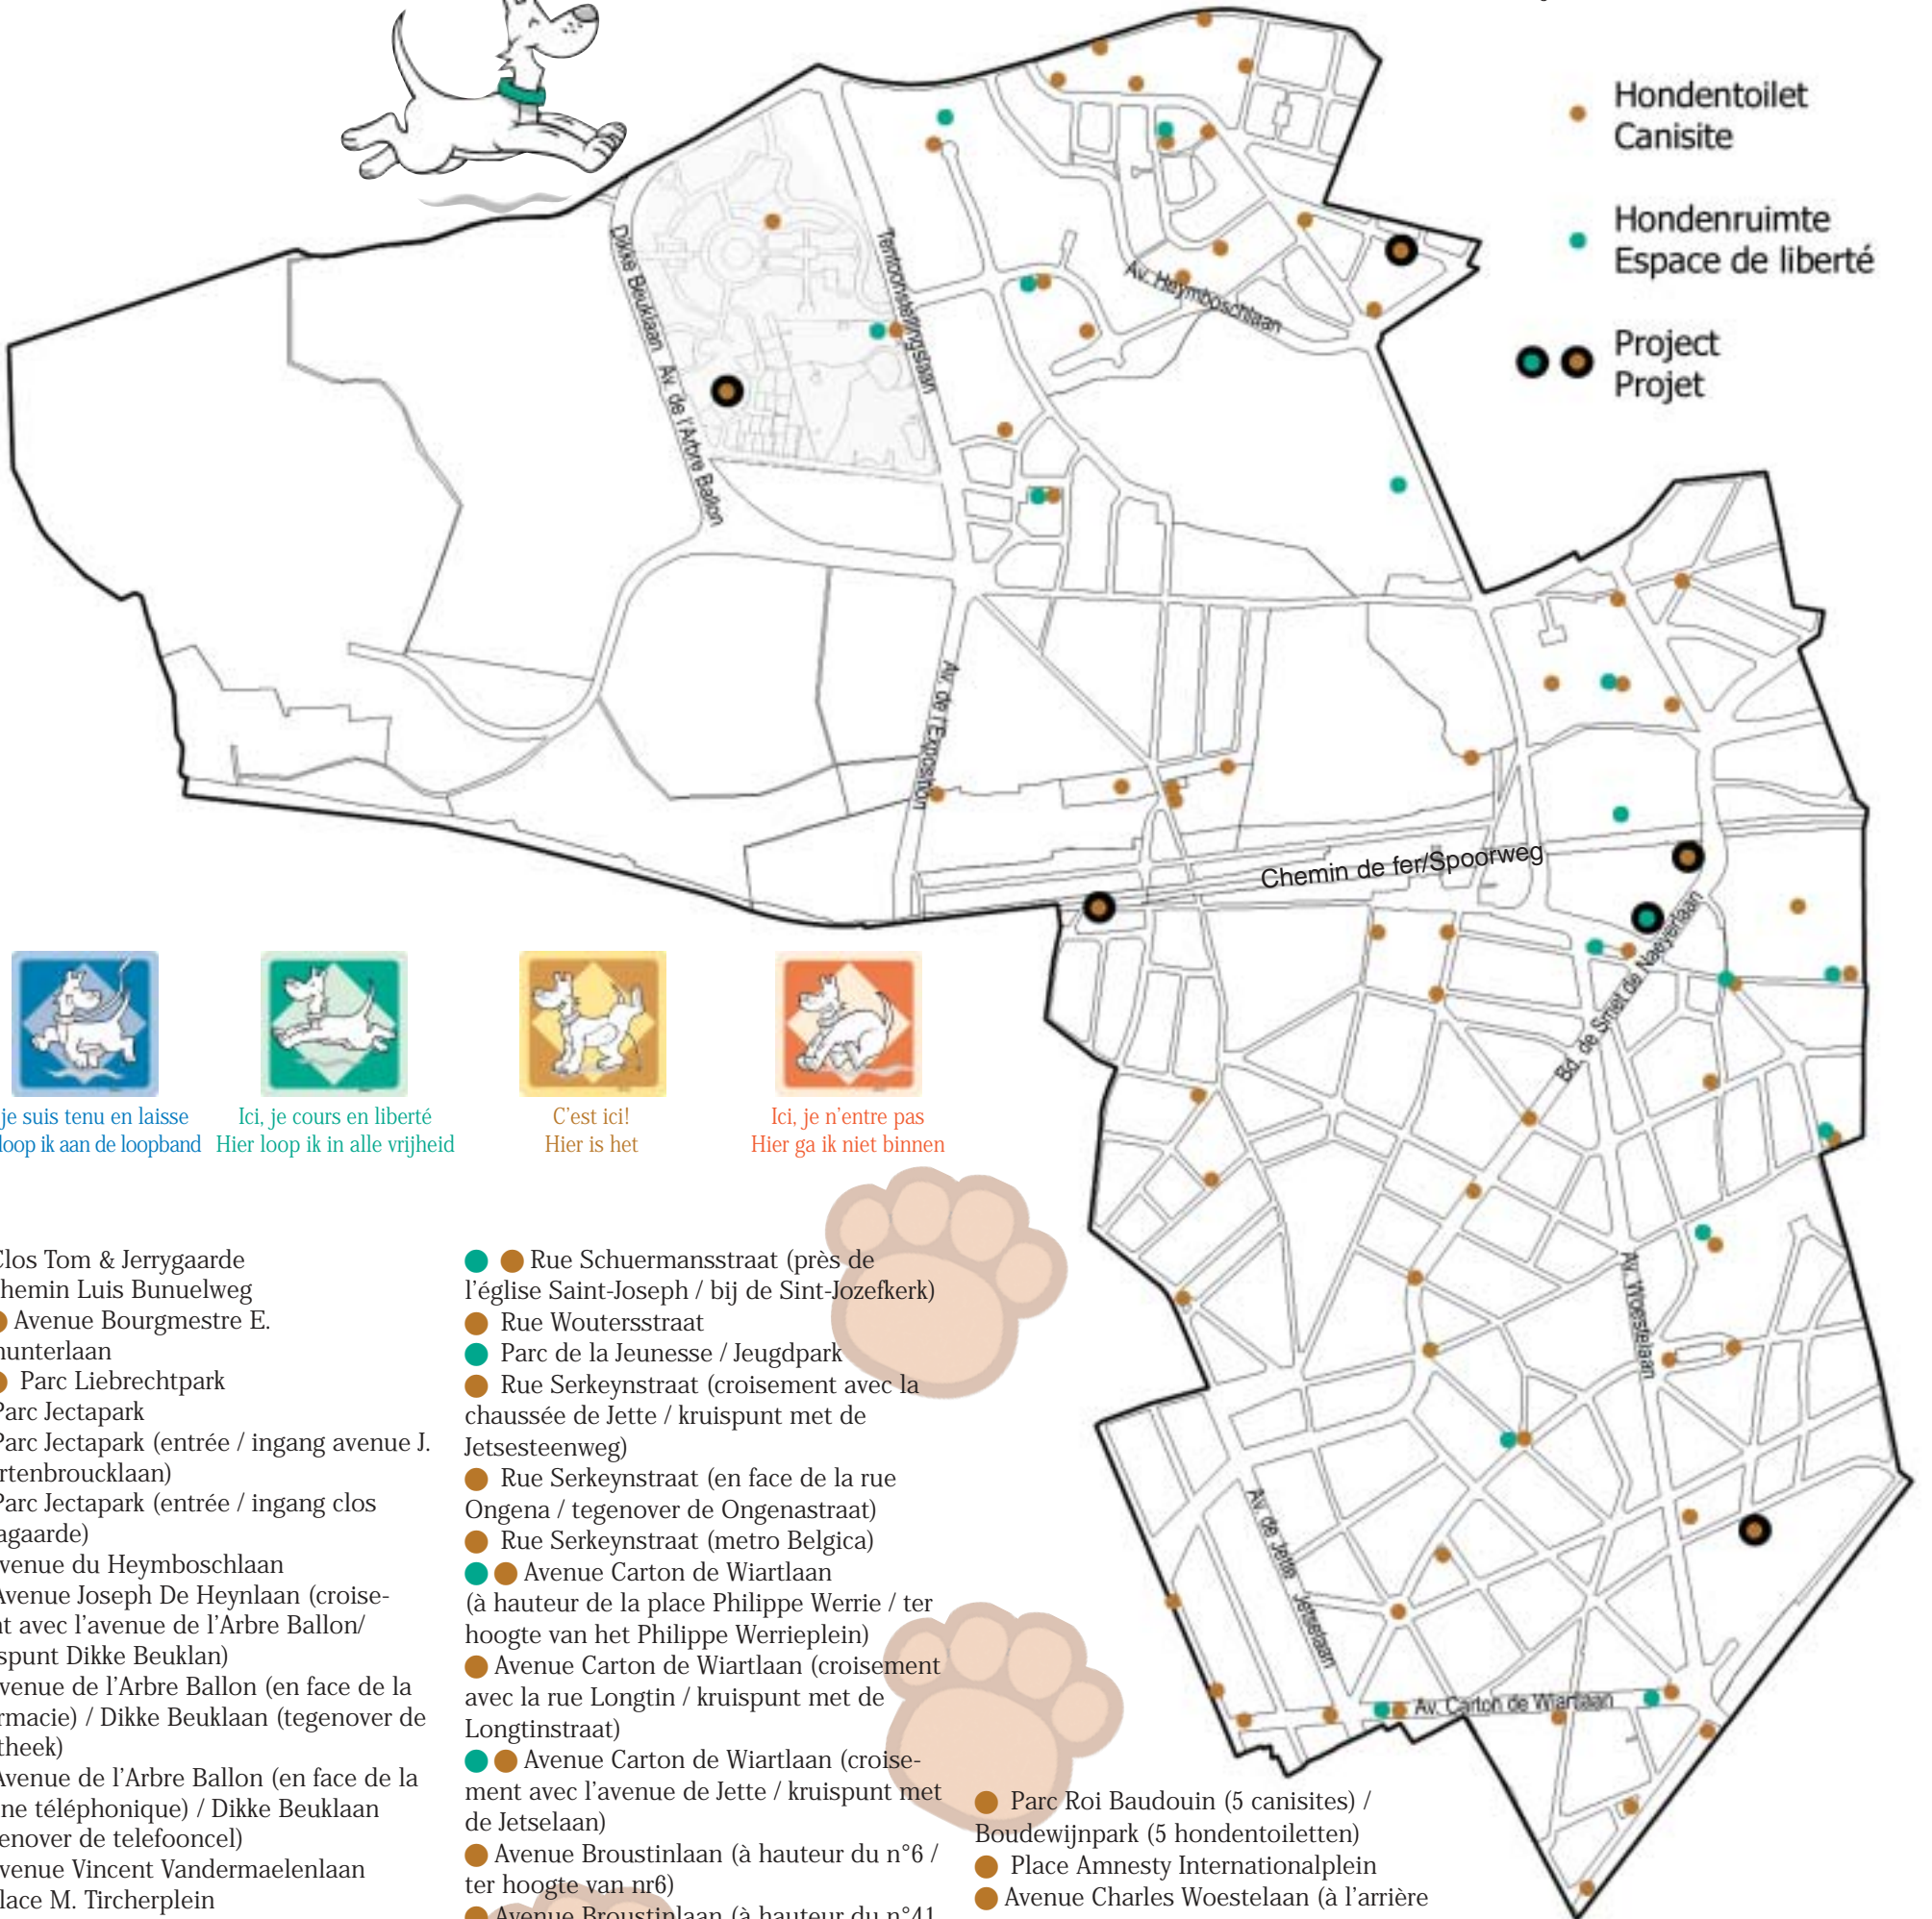 Hondentoilet
Canisite
Hondenruimte
Espace de liberté
Project
Projet
Dikke Beuklaan Av. de l'Arbre Ballon
Tentoonstellingslaan
Av. Heymboschlaan
Av. de l'Exposition
Chemin de fer/Spoorweg
Bd. de Smet de Naeyerlaan
Av. Woestelaan
Av. de Jette Jetselaan
Av. Carton de Wiartlaan
je suis tenu en laisse
loop ik aan de loopband
Ici, je cours en liberté
Hier loop ik in alle vrijheid
C'est ici!
Hier is het
Ici, je n'entre pas
Hier ga ik niet binnen
Clos Tom & Jerrygaarde
hemin Luis Bunuelweg
Avenue Bourgmestre E.
unterlaan
Parc Liebrechtpark
Parc Jectapark
Parc Jectapark (entrée / ingang avenue J.
rtenbroucklaan)
Parc Jectapark (entrée / ingang clos
agaarde)
venue du Heymboschlaan
Avenue Joseph De Heynlaan (croise-
nt avec l'avenue de l'Arbre Ballon/
spunt Dikke Beuklan)
venue de l'Arbre Ballon (en face de la
rmacie) / Dikke Beuklaan (tegenover de
theek)
Avenue de l'Arbre Ballon (en face de la
ne téléphonique) / Dikke Beuklaan
enover de telefooncel)
venue Vincent Vandermaelenlaan
lace M. Tircherplein
Rue Schuermansstraat (près de
l'église Saint-Joseph / bij de Sint-Jozefkerk)
Rue Woutersstraat
Parc de la Jeunesse / Jeugdpark
Rue Serkeynstraat (croisement avec la
chaussée de Jette / kruispunt met de
Jetsesteenweg)
Rue Serkeynstraat (en face de la rue
Ongena / tegenover de Ongenastraat)
Rue Serkeynstraat (metro Belgica)
Avenue Carton de Wiartlaan
(à hauteur de la place Philippe Werrie / ter
hoogte van het Philippe Werrieplein)
Avenue Carton de Wiartlaan (croisement
avec la rue Longtin / kruispunt met de
Longtinstraat)
Avenue Carton de Wiartlaan (croise-
ment avec l'avenue de Jette / kruispunt met
de Jetselaan)
Avenue Broustinlaan (à hauteur du n°6 /
ter hoogte van nr6)
Avenue Broustinlaan (à hauteur du n°41
Parc Roi Baudouin (5 canisites) /
Boudewijnpark (5 hondentoiletten)
Place Amnesty Internationalplein
Avenue Charles Woestelaan (à l'arrière